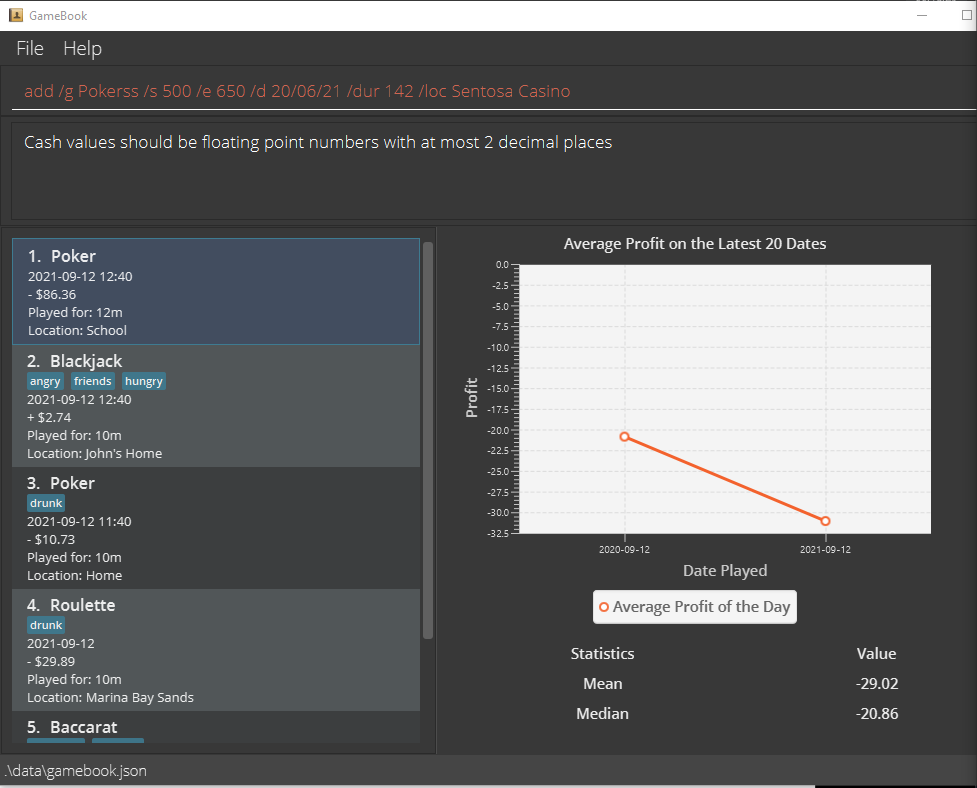 GameBook
File Help
add /g Pokerss /s 500 /e 650 /d 20/06/21 /dur 142 /loc Sentosa Casino
Cash values should be floating point numbers with at most 2 decimal places
1. Poker
2021-09-12 12:40
- $86.36
Played for: 12m
Location: School
2. Blackjack
angry friends hungry
2021-09-12 12:40
+ $2.74
Played for: 10m
Location: John's Home
3. Poker
drunk
2021-09-12 11:40
- $10.73
Played for: 10m
Location: Home
4. Roulette
drunk
2021-09-12
- $29.89
Played for: 10m
Location: Marina Bay Sands
5. Baccarat
Average Profit on the Latest 20 Dates
Profit
0.0
-2.5
-5.0
-7.5
-10.0
-12.5
-15.0
-17.5
-20.0
-22.5
-25.0
-27.5
-30.0
-32.5
2020-09-12 2021-09-12
Date Played
Average Profit of the Day
Statistics Value
Mean -29.02
Median -20.86
.\data\gamebook.json